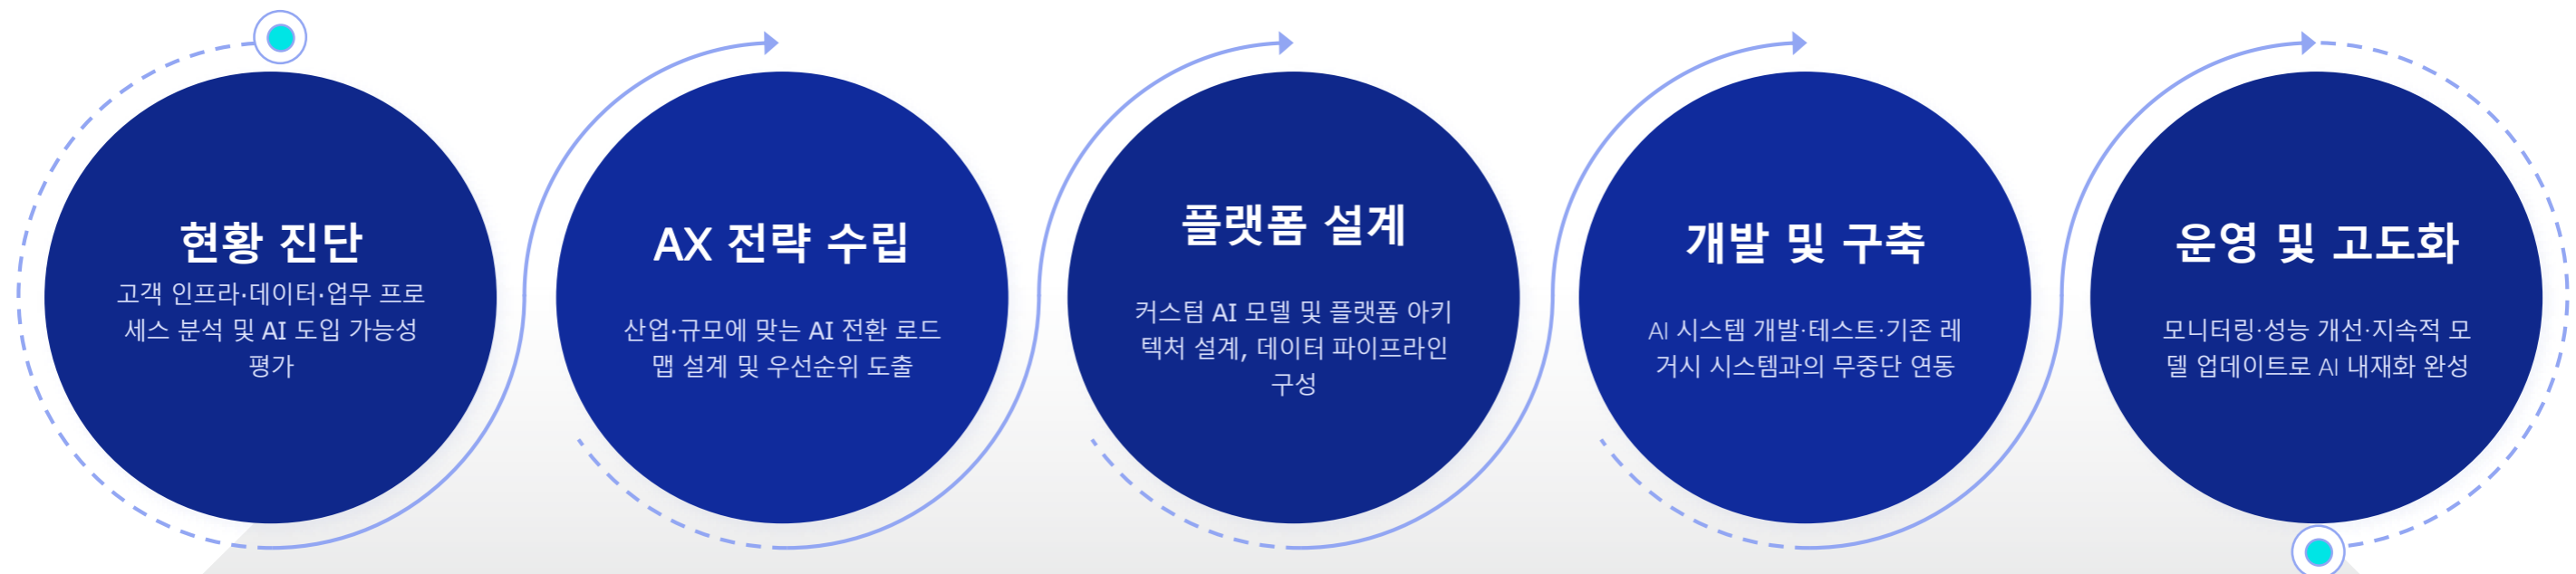 현황 진단
고객 인프라·데이터·업무 프로
세스 분석 및 AI 도입 가능성
평가
AX 전략 수립
산업·규모에 맞는 AI 전환 로드
맵 설계 및 우선순위 도출
플랫폼 설계
커스텀 AI 모델 및 플랫폼 아키
텍처 설계, 데이터 파이프라인
구성
개발 및 구축
AI 시스템 개발·테스트·기존 레
거시 시스템과의 무중단 연동
운영 및 고도화
모니터링·성능 개선·지속적 모
델 업데이트로 AI 내재화 완성